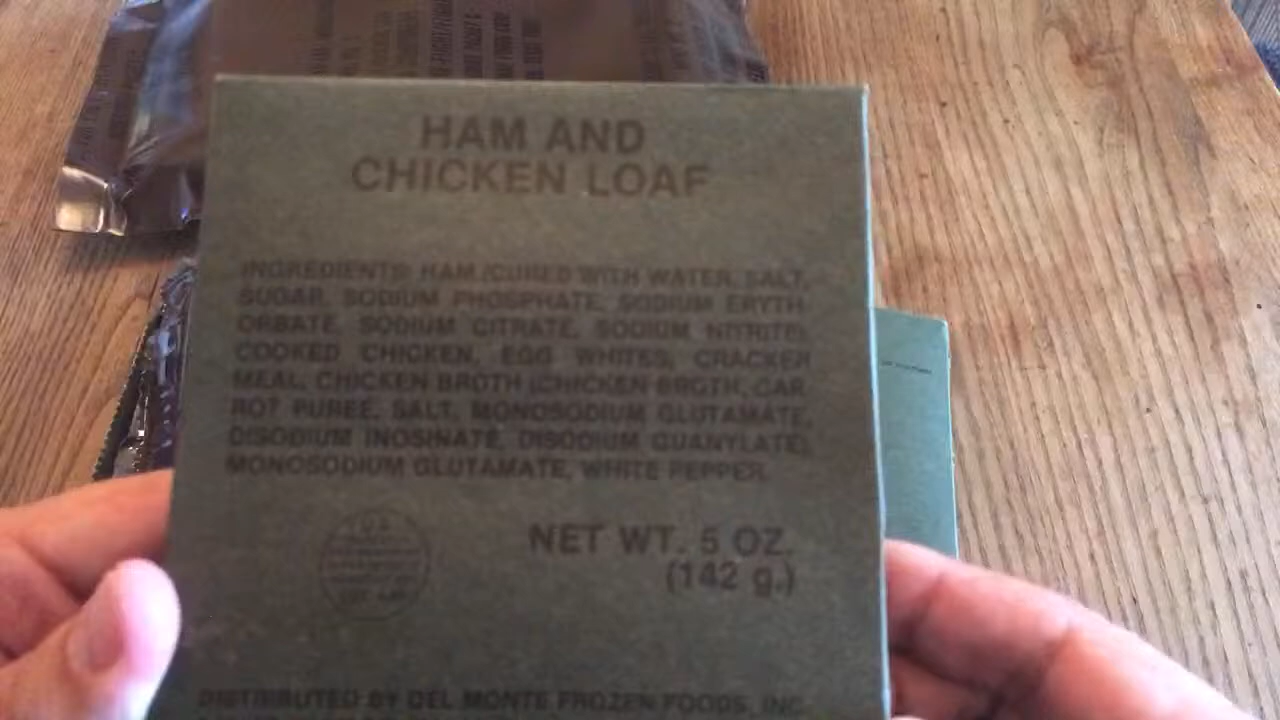 HAM AND
CHICKEN LOAF
INGREDIENTS: HAM (CURED WITH WATER, SALT,
SUGAR, SODIUM PHOSPHATE, SODIUM ERYTH-
ORBATE, SODIUM CITRATE, SODIUM NITRITE),
COOKED CHICKEN, EGG WHITES, CRACKER
MEAL, CHICKEN BROTH (CHICKEN BROTH, CAR
ROT PUREE, SALT, MONOSODIUM GLUTAMATE,
DISODIUM INOSINATE, DISODIUM GUANYLATE),
MONOSODIUM GLUTAMATE, WHITE PEPPER.
NET WT. 5 OZ.
(142 g.)
DISTRIBUTED BY DEL MONTE FROZEN FOODS, INC.